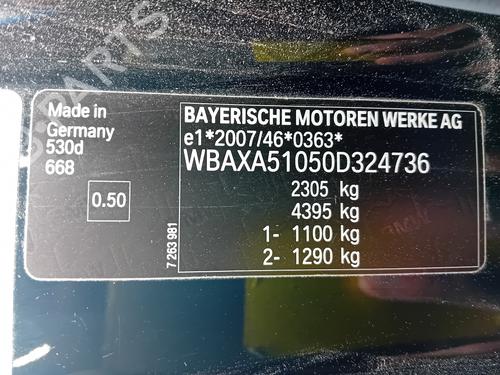 Made in
Germany
530d
668
0.50
7 263 981
BAYERISCHE MOTOREN WERKE AG
e1*2007/46*0363*
WBAXA51050D324736
2305 kg
4395 kg
1- 1100 kg
2- 1290 kg